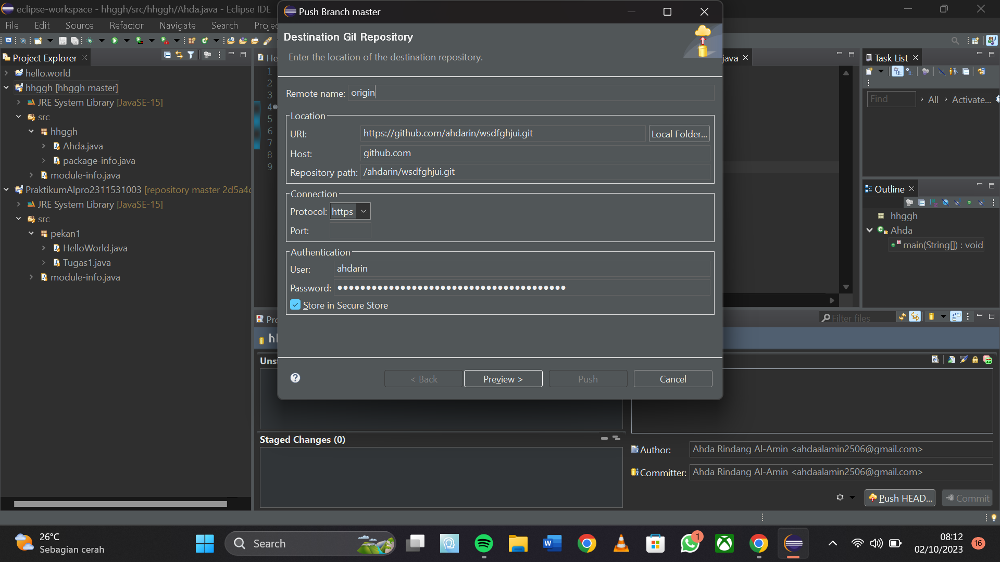 eclipse-workspace - hhggh/src/hhggh/Ahda.java - Eclipse IDE
File Edit Source Refactor Navigate Search
Project Explorer
hello.world
hhggh [hhggh master]
JRE System Library [JavaSE-15]
src
hhggh
Ahda.java
package-info.java
module-info.java
PraktikumAlpro2311531003 [repository master 2d5a4
JRE System Library [JavaSE-15]
src
pekan1
HelloWorld.java
Tugas1.java
module-info.java
He
1
2
3
4
5
6
7
8
9
java
Push Branch master
Destination Git Repository
Enter the location of the destination repository.
Remote name: origin
Location
URI: https://github.com/ahdarin/wsdfghjui.git Local Folder...
Host: github.com
Repository path: /ahdarin/wsdfghjui.git
Connection
Protocol: https
Port:
Authentication
User: ahdarin
Password: ●●●●●●●●●●●●●●●●●●●●●●●●●●●●●●●●●●●●●●●●
Store in Secure Store
< Back Preview > Push Cancel
Task List
Find All Activate...
Outline
hhggh
Ahda
main(String[]) : void
Filter files
Staged Changes (0)
Author: Ahda Rindang Al-Amin <ahdaalamin2506@gmail.com>
Committer: Ahda Rindang Al-Amin <ahdaalamin2506@gmail.com>
Push HEAD... Commit
26°C
Sebagian cerah
Search
1
08:12
02/10/2023
16